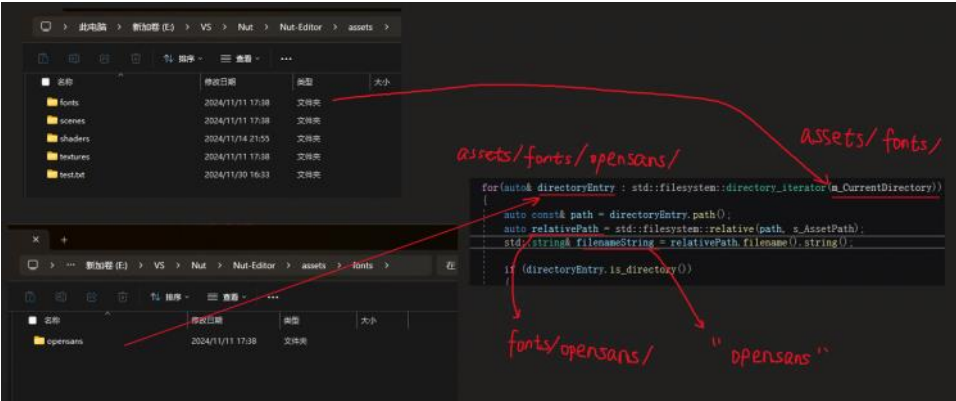 此电脑 > 新加卷 (E:) > VS > Nut > Nut-Editor > assets >
排序 查看 ...
名称 修改日期 类型 大小
fonts 2024/11/11 17:38 文件夹
scenes 2024/11/11 17:38 文件夹
shaders 2024/11/14 21:55 文件夹
textures 2024/11/11 17:38 文件夹
test.txt 2024/11/30 16:33 文件夹
× +
... 新加卷 (E:) > VS > Nut > Nut-Editor > assets > fonts > 在
排序 查看 ...
名称 修改日期 类型 大小
opensans 2024/11/11 17:38 文件夹
assets/fonts/
assets/fonts/opensans/
for(auto& directoryEntry : std::filesystem::directory_iterator(m_CurrentDirectory))
{
auto const& path = directoryEntry.path();
auto relativePath = std::filesystem::relative(path, s_AssetPath);
std::string& filenameString = relativePath.filename().string();
if (directoryEntry.is_directory())
{
fonts/opensans/
"opensans"